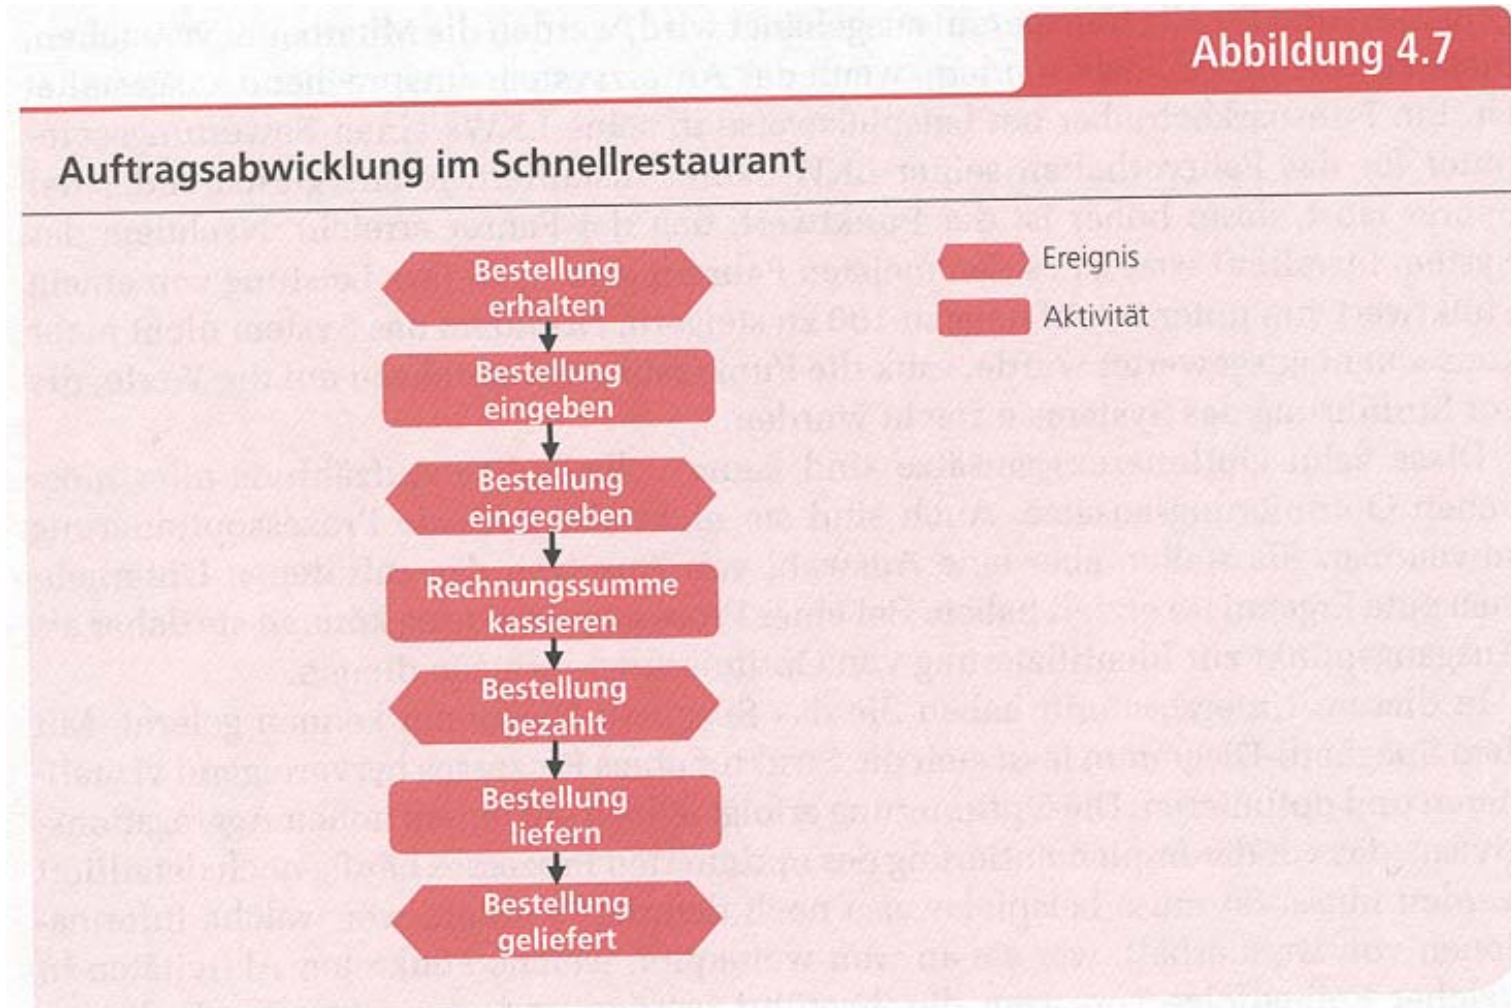 Abbildung 4.7
Auftragsabwicklung im Schnellrestaurant
Bestellung
erhalten
Ereignis
Aktivität
Bestellung
eingeben
Bestellung
eingegeben
Rechnungssumme
kassieren
Bestellung
bezahlt
Bestellung
liefern
Bestellung
geliefert